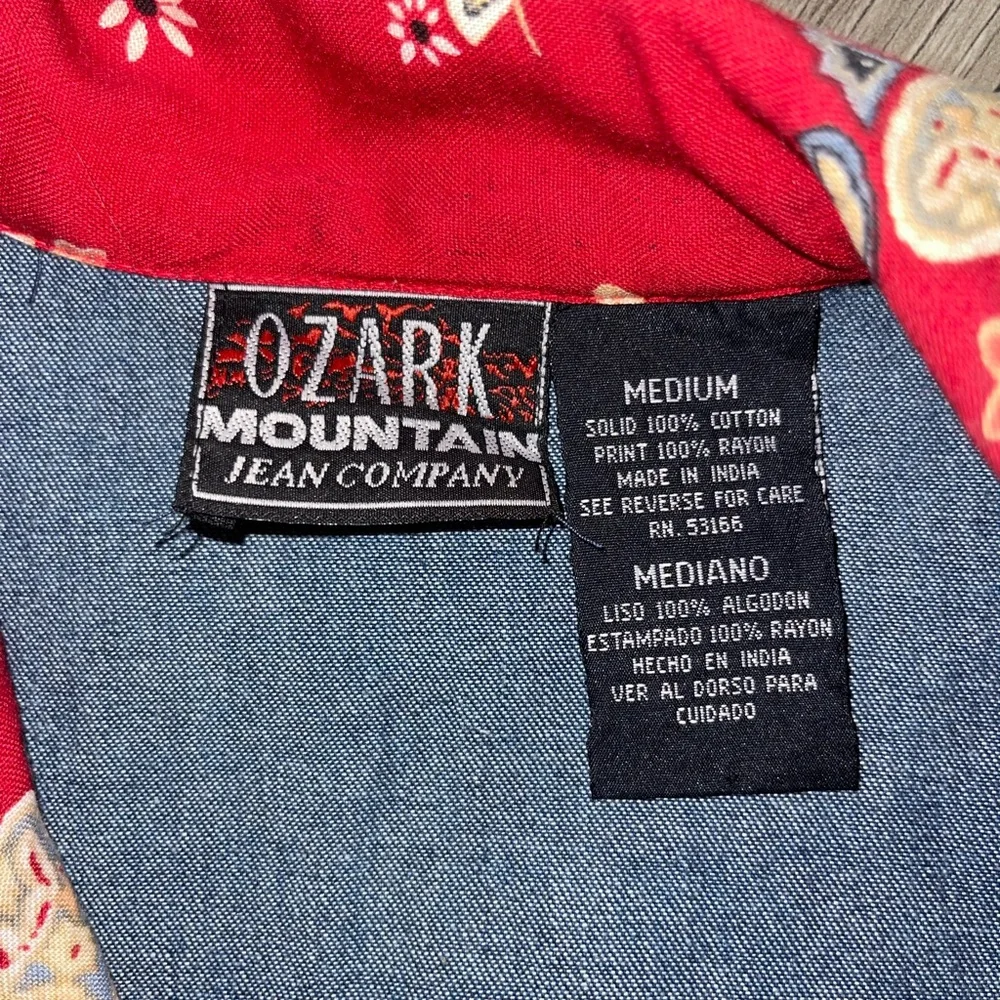 OZARK
MOUNTAIN
JEAN COMPANY
MEDIUM
SOLID 100% COTTON
PRINT 100% RAYON
MADE IN INDIA
SEE REVERSE FOR CARE
RN. 53166
MEDIANO
LISO 100% ALGODON
ESTAMPADO 100% RAYON
HECHO EN INDIA
VER AL DORSO PARA
CUIDADO